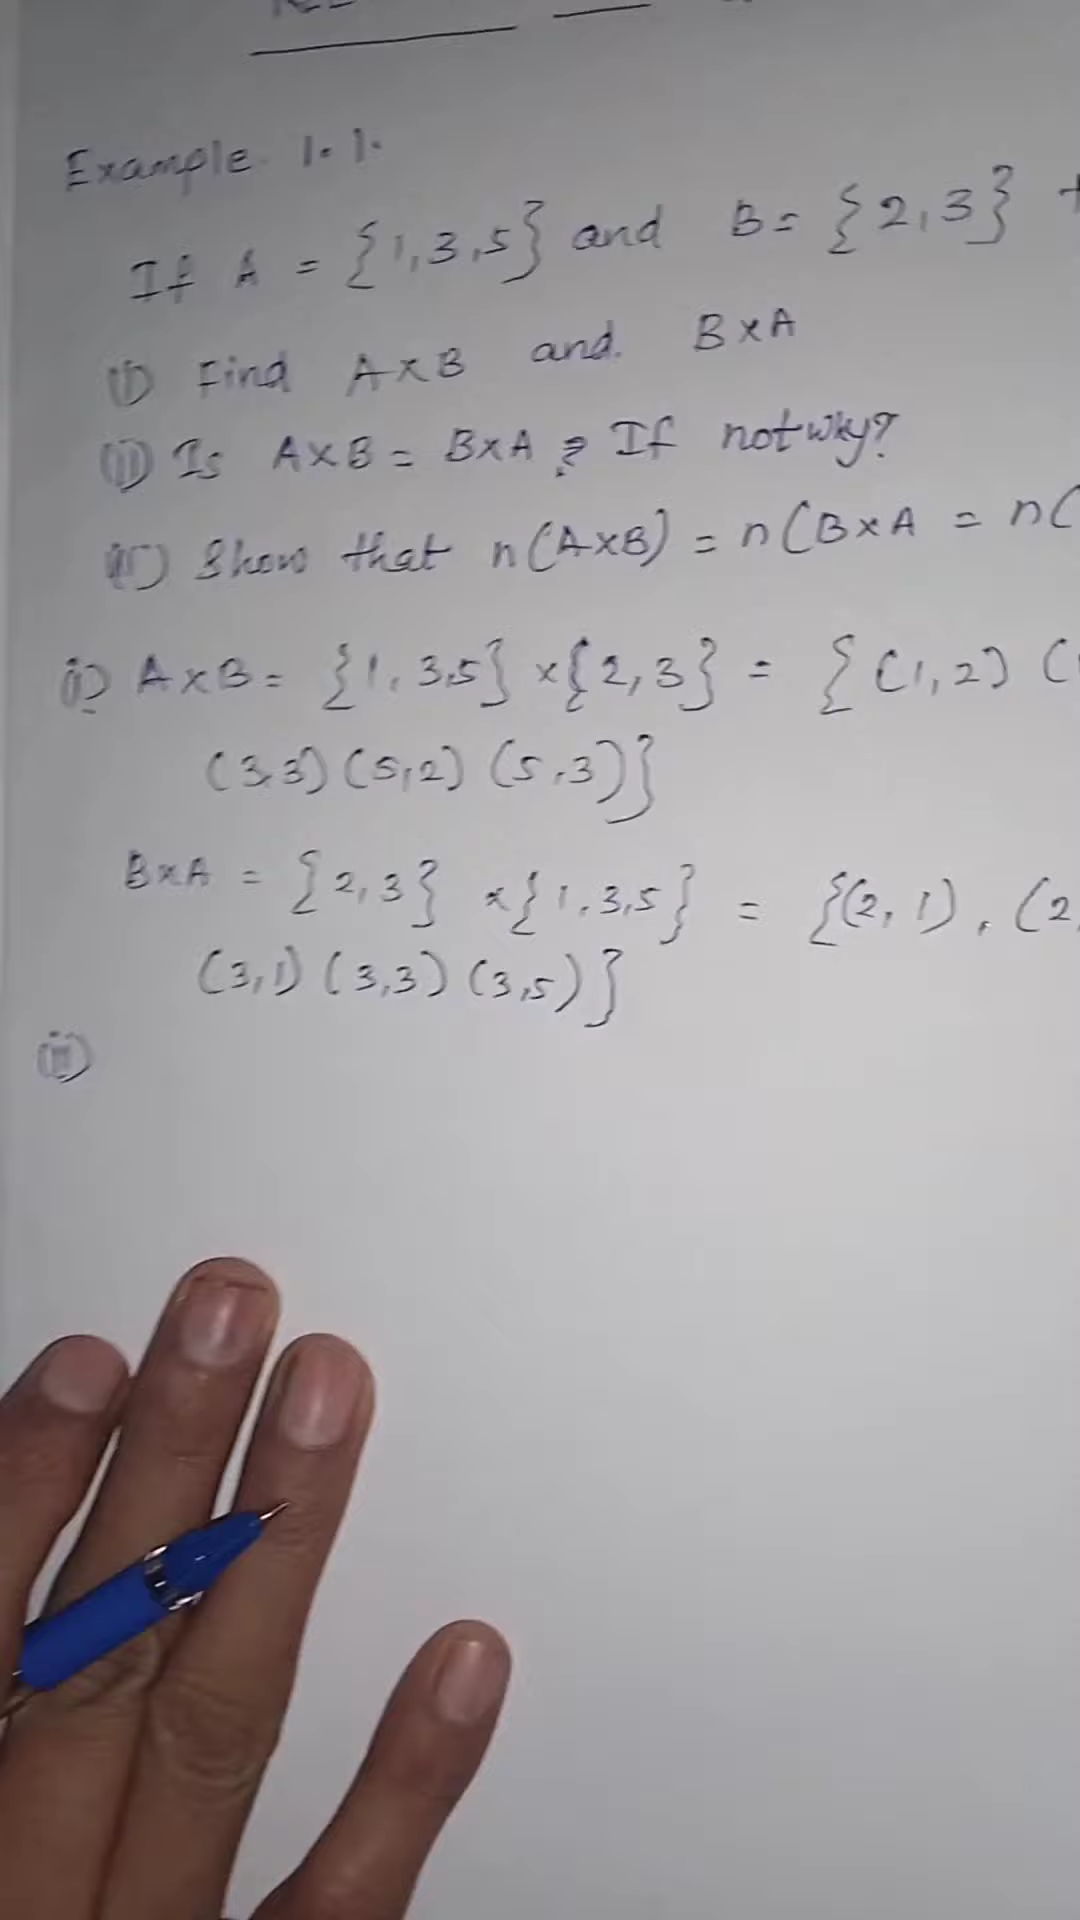 Example 1.1.
If A = {1,3,5} and B = {2,3}
(i) Find A×B and. B×A
(ii) Is A×B = B×A ? If not why?
(iii) Show that n(A×B) = n(B×A = n(
(i) A×B = {1,3,5} ×{2,3} = {(1,2) (
(3,3) (5,2) (5,3)}
B×A = {2,3} ×{1,3,5} = {(2,1), (2,
(3,1) (3,3) (3,5)}
(ii)